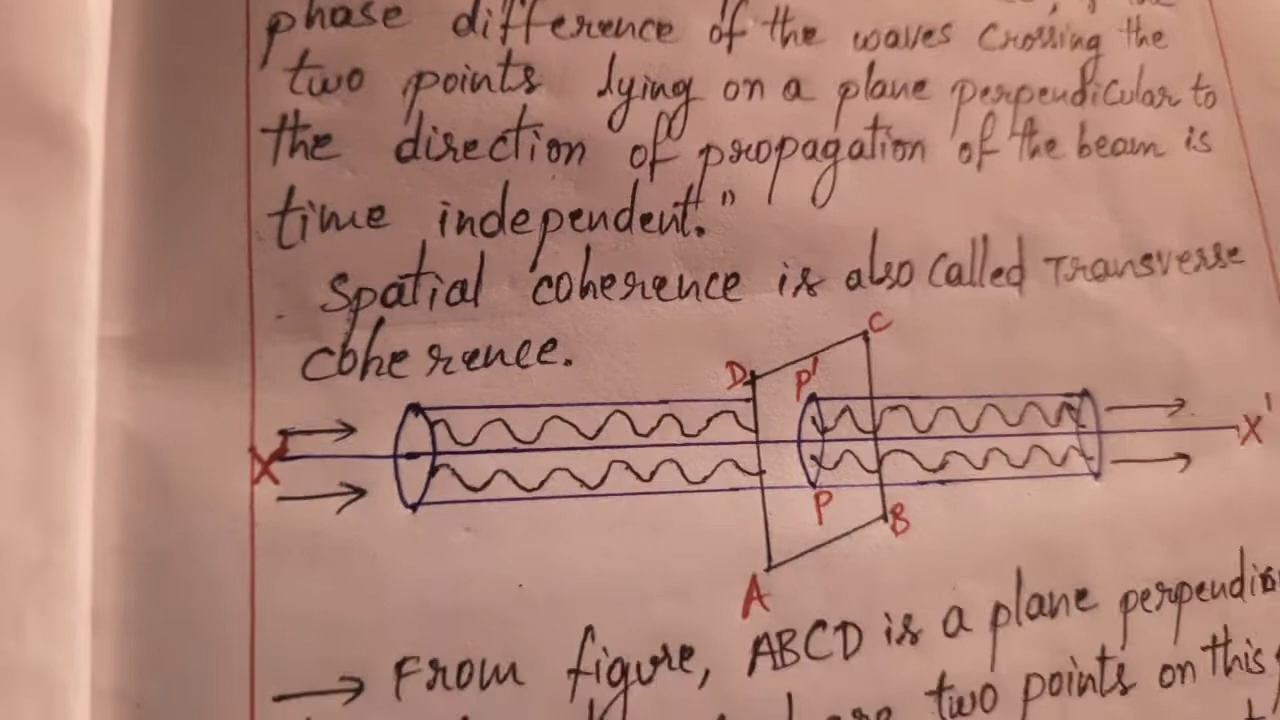 phase difference of the waves crossing the
two points lying on a plane perpendicular to
the direction of propagation of the beam is
time independent."
Spatial coherence is also called Transverse
coherence.
C
D P'
X X'
P B
A
→ From figure, ABCD is a plane
two points on this